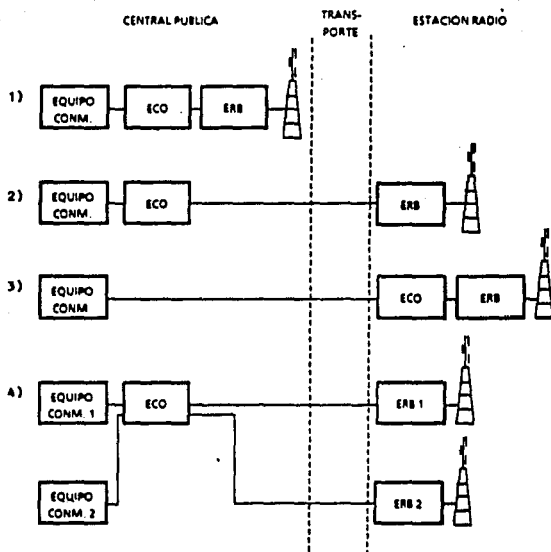 CENTRAL PUBLICA
TRANS-
PORTE
ESTACION RADIO
1)
EQUIPO
CONM.
ECO
ERB
2)
EQUIPO
CONM.
ECO
ERB
3)
EQUIPO
CONM
ECO
ERB
4)
EQUIPO
CONM. 1
ECO
ERB 1
EQUIPO
CONM. 2
ERB 2